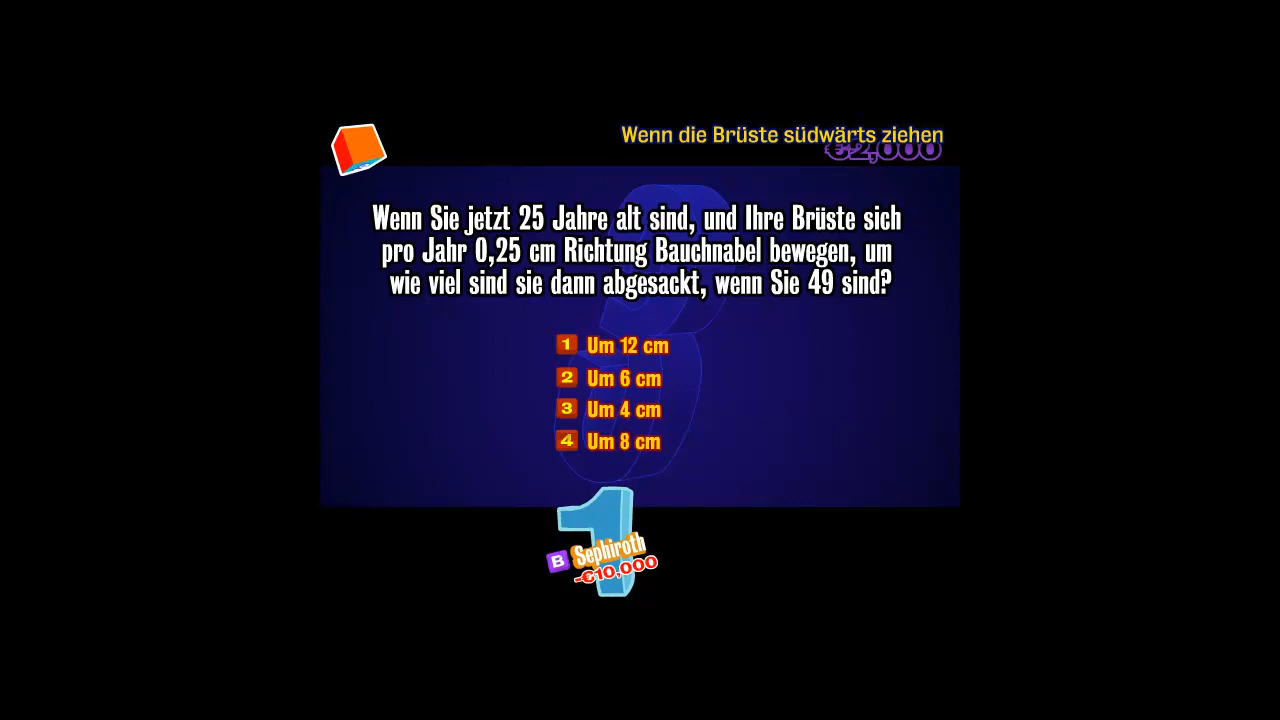 Wenn die Brüste südwärts ziehen
€2,000
Wenn Sie jetzt 25 Jahre alt sind, und Ihre Brüste sich
pro Jahr 0,25 cm Richtung Bauchnabel bewegen, um
wie viel sind sie dann abgesackt, wenn Sie 49 sind?
1 Um 12 cm
2 Um 6 cm
3 Um 4 cm
4 Um 8 cm
1
B Sephiroth
-€10,000